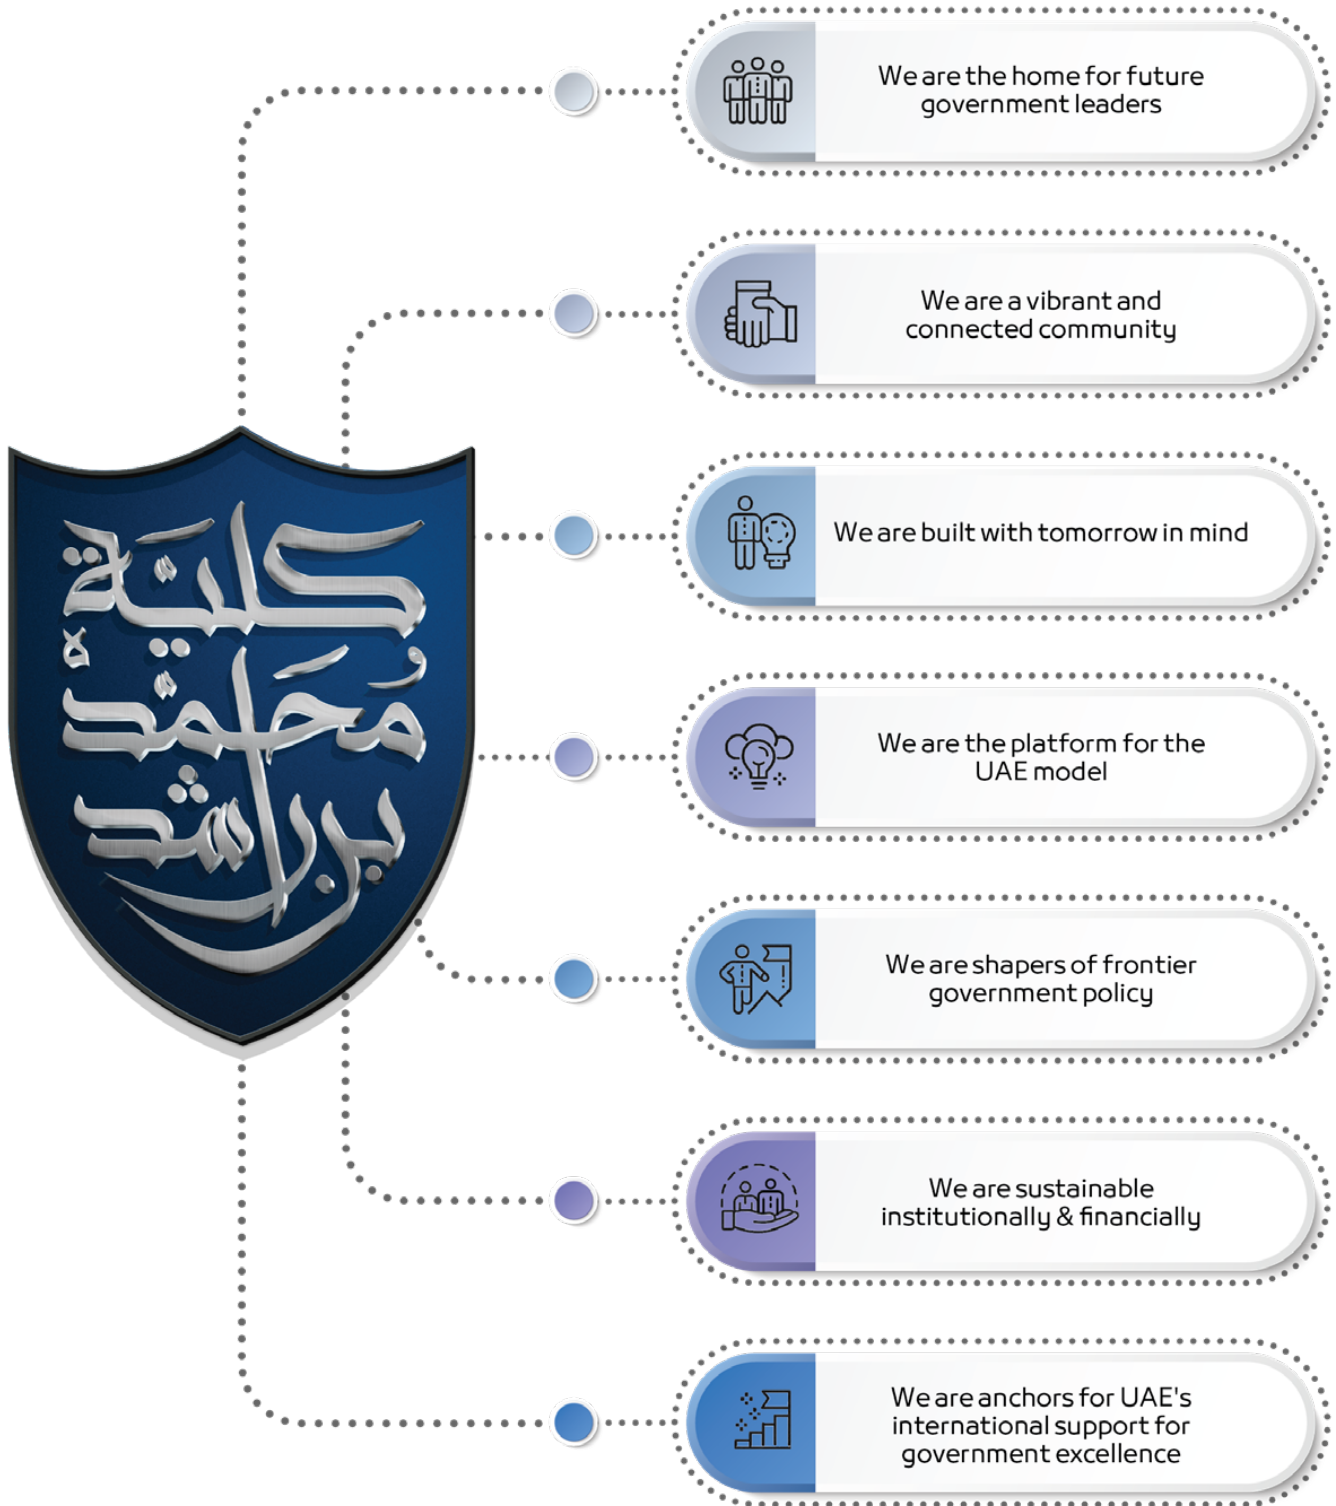 كلية
محمد
بن راشد
We are the home for future
government leaders
We are a vibrant and
connected community
We are built with tomorrow in mind
We are the platform for the
UAE model
We are shapers of frontier
government policy
We are sustainable
institutionally & financially
We are anchors for UAE's
international support for
government excellence